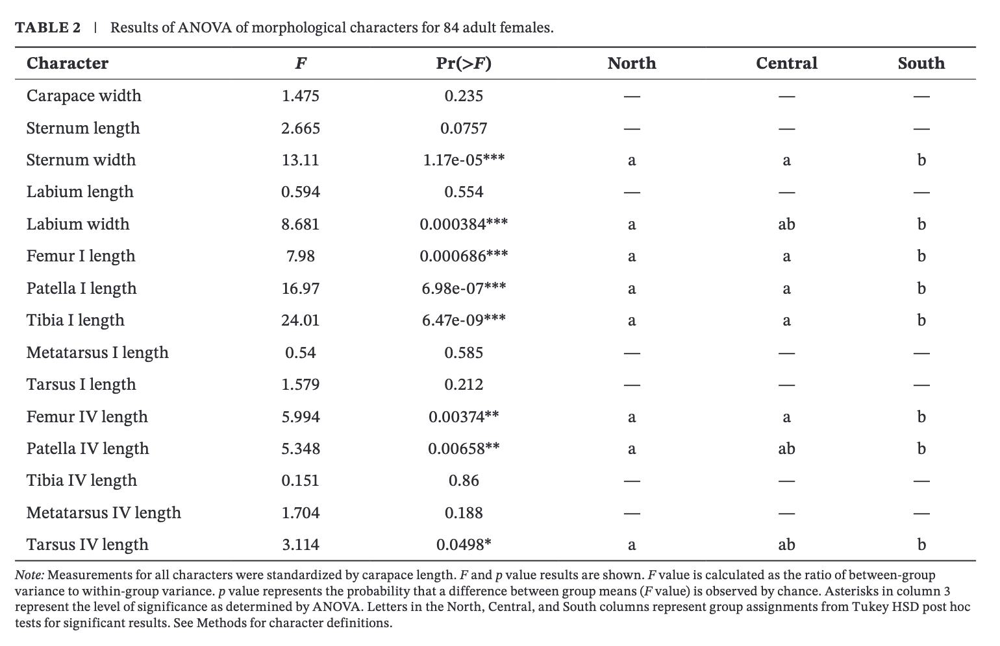 TABLE 2 | Results of ANOVA of morphological characters for 84 adult females.
Character F Pr(>F) North Central South
Carapace width 1.475 0.235 — — —
Sternum length 2.665 0.0757 — — —
Sternum width 13.11 1.17e-05*** a a b
Labium length 0.594 0.554 — — —
Labium width 8.681 0.000384*** a ab b
Femur I length 7.98 0.000686*** a a b
Patella I length 16.97 6.98e-07*** a a b
Tibia I length 24.01 6.47e-09*** a a b
Metatarsus I length 0.54 0.585 — — —
Tarsus I length 1.579 0.212 — — —
Femur IV length 5.994 0.00374** a a b
Patella IV length 5.348 0.00658** a ab b
Tibia IV length 0.151 0.86 — — —
Metatarsus IV length 1.704 0.188 — — —
Tarsus IV length 3.114 0.0498* a ab b
Note: Measurements for all characters were standardized by carapace length. F and p value results are shown. F value is calculated as the ratio of between-group
variance to within-group variance. p value represents the probability that a difference between group means (F value) is observed by chance. Asterisks in column 3
represent the level of significance as determined by ANOVA. Letters in the North, Central, and South columns represent group assignments from Tukey HSD post hoc
tests for significant results. See Methods for character definitions.